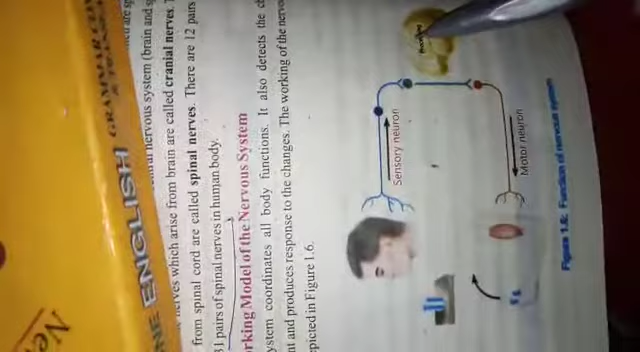 ONE ENGLISH GRAMMAR
nervous system (brain and
nerves which arise from brain are called cranial nerves.
from spinal cord are called spinal nerves. There are 12 pairs
31 pairs of spinal nerves in human body.
rking Model of the Nervous System
ystem coordinates all body functions. It also detects the
nt and produces response to the changes. The working of the
epicted in Figure 1.6.
Sensory neuron
Motor neuron
Function of nervous system